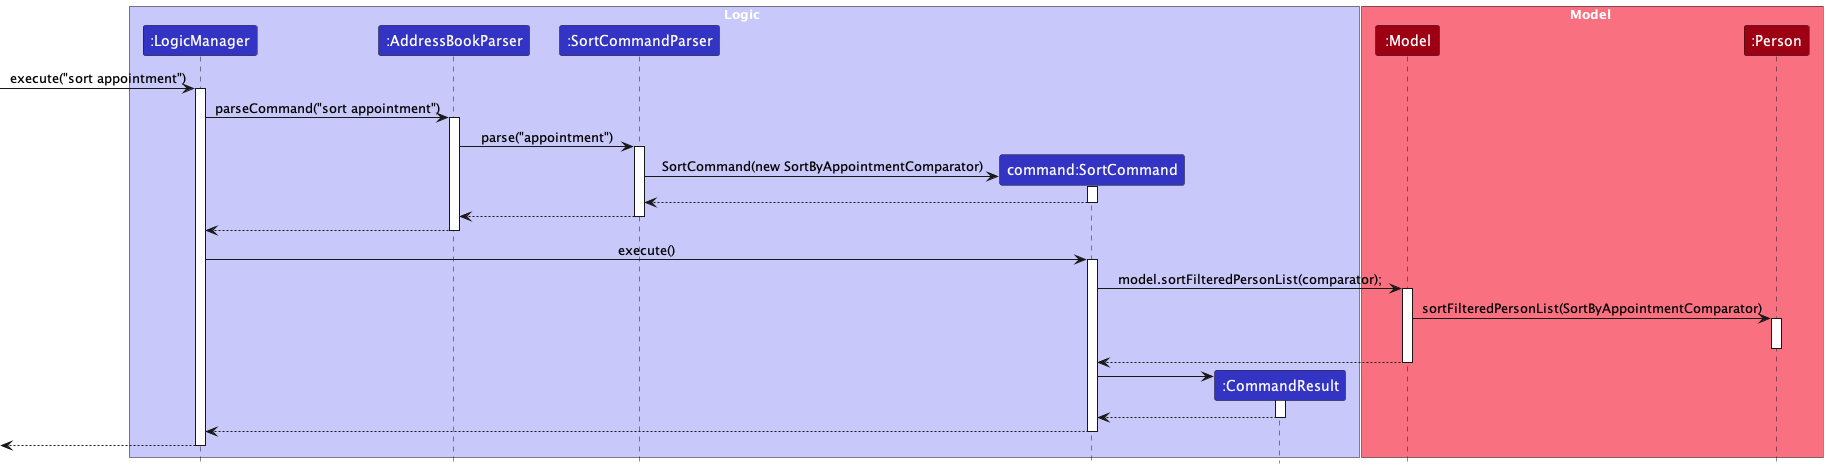 Logic
Model
:LogicManager
:AddressBookParser
:SortCommandParser
:Model
:Person
execute("sort appointment")
parseCommand("sort appointment")
parse("appointment")
SortCommand(new SortByAppointmentComparator)
command:SortCommand
execute()
model.sortFilteredPersonList(comparator);
sortFilteredPersonList(SortByAppointmentComparator)
:CommandResult